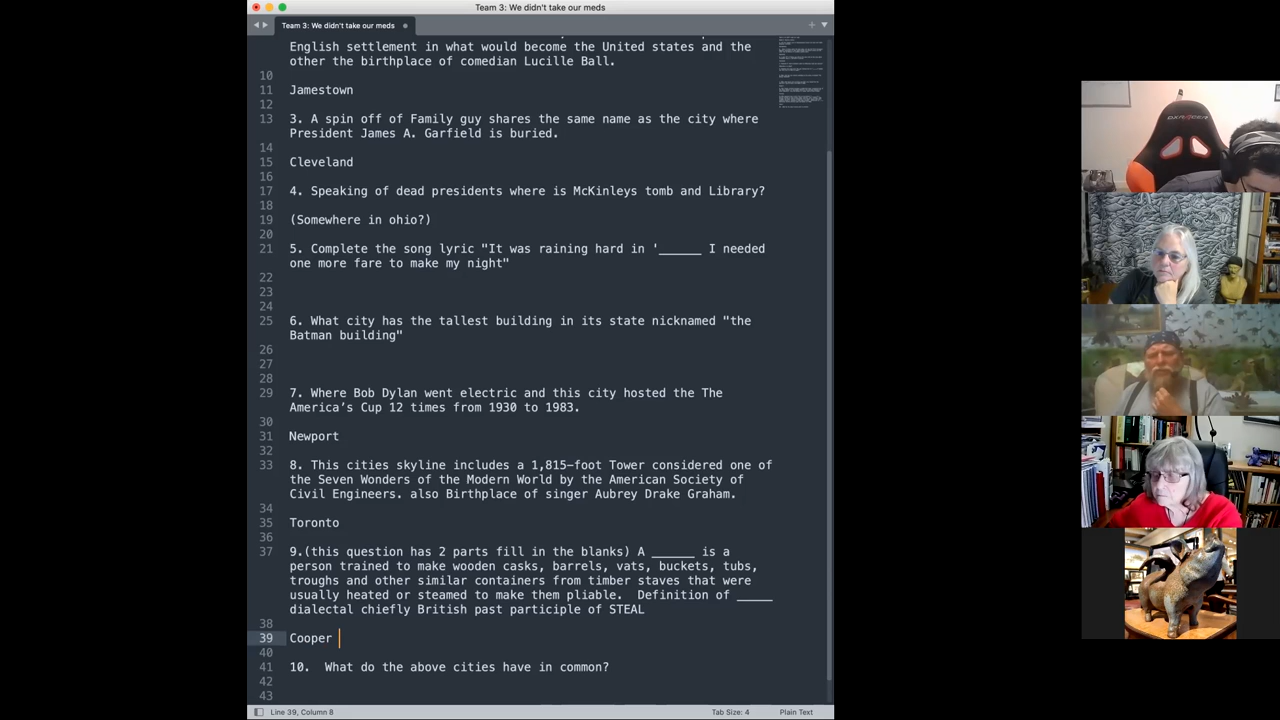 Team 3: We didn't take our meds
Team 3: We didn't take our meds
English settlement in what would become the United states and the
other the birthplace of comedian Lucille Ball.
10
11 Jamestown
12
13 3. A spin off of Family guy shares the same name as the city where
President James A. Garfield is buried.
14
15 Cleveland
16
17 4. Speaking of dead presidents where is McKinleys tomb and Library?
18
19 (Somewhere in ohio?)
20
21 5. Complete the song lyric "It was raining hard in '______ I needed
one more fare to make my night"
22
23
24
25 6. What city has the tallest building in its state nicknamed "the
Batman building"
26
27
28
29 7. Where Bob Dylan went electric and this city hosted the The
America’s Cup 12 times from 1930 to 1983.
30
31 Newport
32
33 8. This cities skyline includes a 1,815-foot Tower considered one of
the Seven Wonders of the Modern World by the American Society of
Civil Engineers. also Birthplace of singer Aubrey Drake Graham.
34
35 Toronto
36
37 9.(this question has 2 parts fill in the blanks) A ______ is a
person trained to make wooden casks, barrels, vats, buckets, tubs,
troughs and other similar containers from timber staves that were
usually heated or steamed to make them pliable.  Definition of _____
dialectal chiefly British past participle of STEAL
38
39 Cooper
40
41 10.  What do the above cities have in common?
42
43
Line 39, Column 8
Tab Size: 4
Plain Text